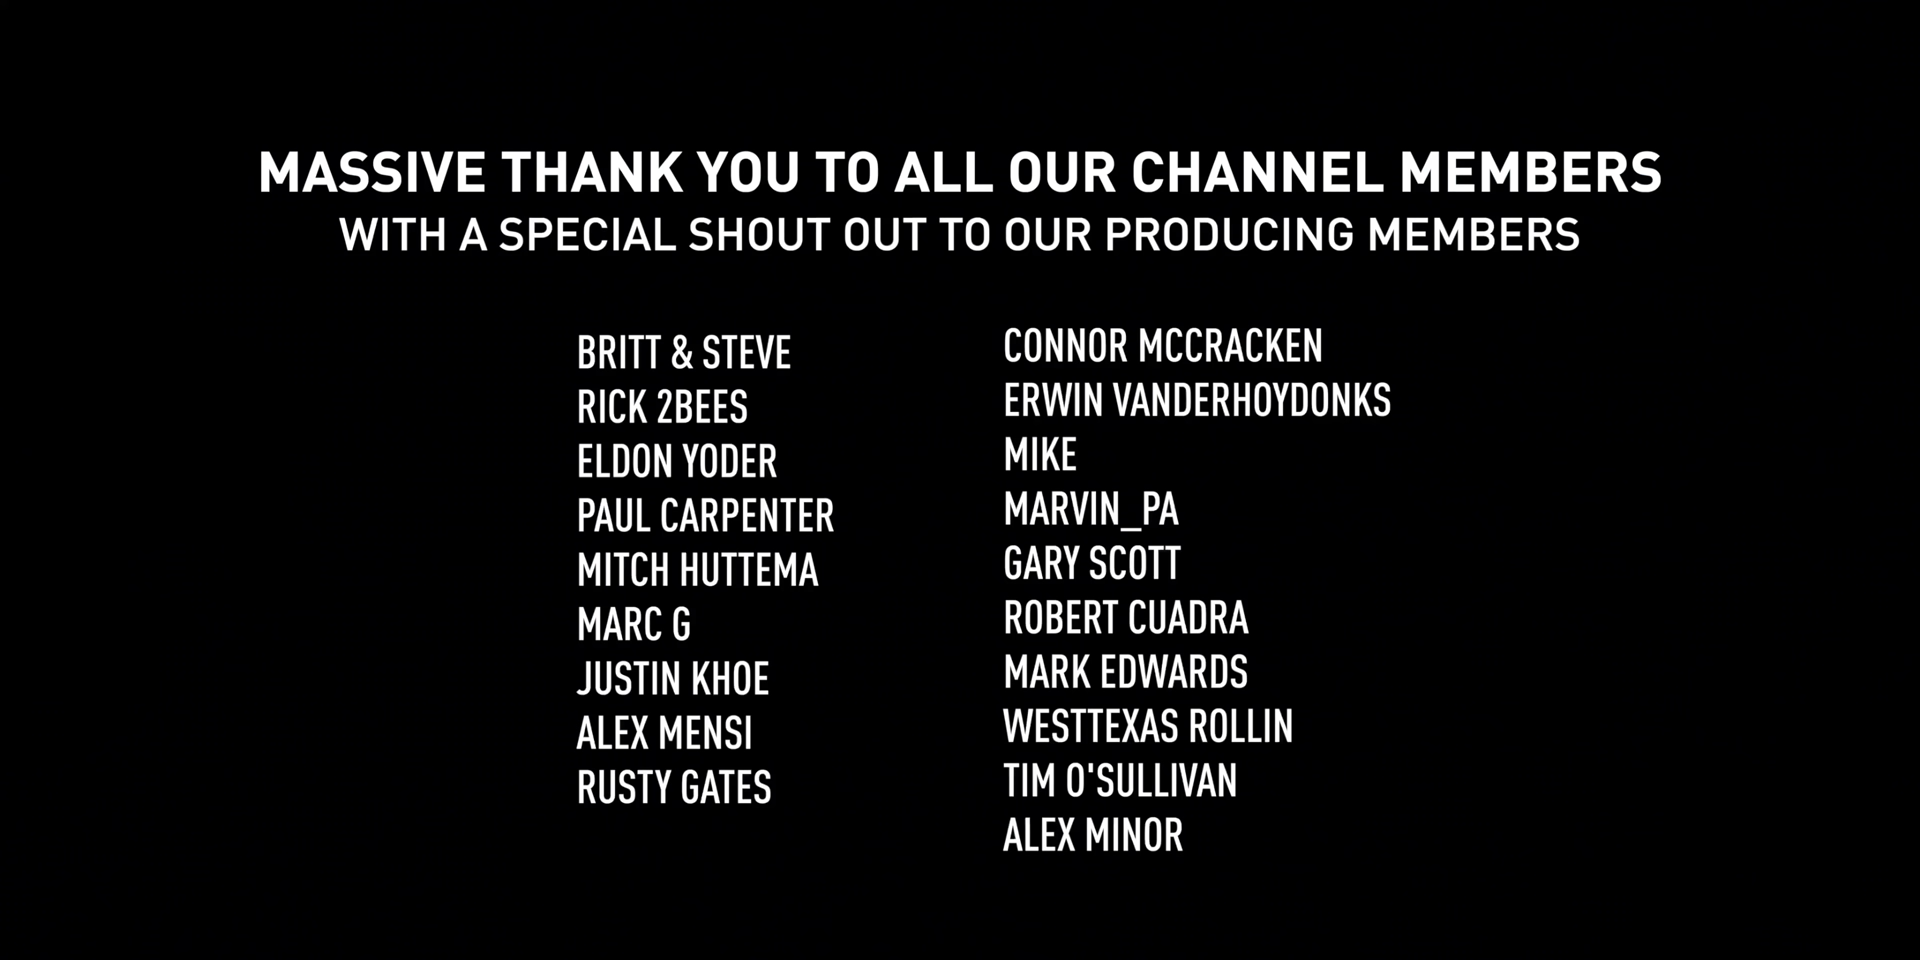 MASSIVE THANK YOU TO ALL OUR CHANNEL MEMBERS
WITH A SPECIAL SHOUT OUT TO OUR PRODUCING MEMBERS
BRITT & STEVE
RICK 2BEES
ELDON YODER
PAUL CARPENTER
MITCH HUTTEMA
MARC G
JUSTIN KHOE
ALEX MENSI
RUSTY GATES
CONNOR MCCRACKEN
ERWIN VANDERHOYDONKS
MIKE
MARVIN_PA
GARY SCOTT
ROBERT CUADRA
MARK EDWARDS
WESTTEXAS ROLLIN
TIM O'SULLIVAN
ALEX MINOR